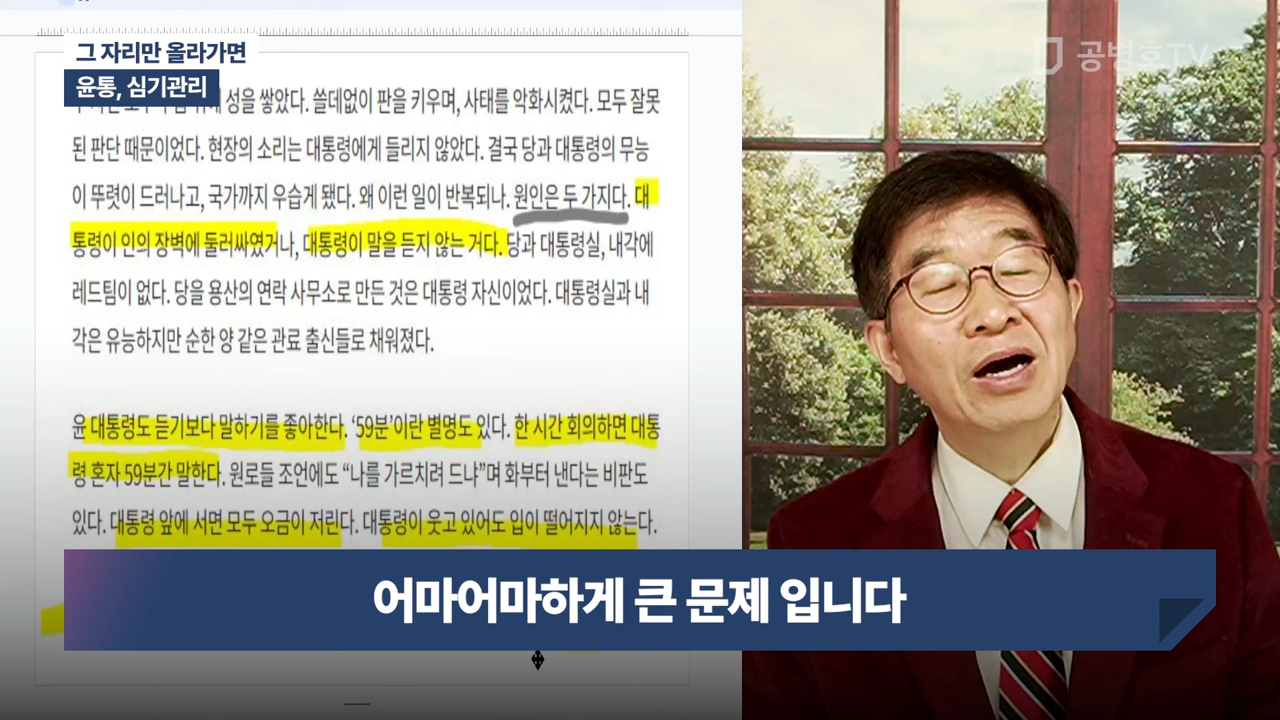 그 자리만 올라가면
윤통, 심기관리
공병호TV
성을 쌓았다. 쓸데없이 판을 키우며, 사태를 악화시켰다. 모두 잘못
된 판단 때문이었다. 현장의 소리는 대통령에게 들리지 않았다. 결국 당과 대통령의 무능
이 뚜렷이 드러나고, 국가까지 우습게 됐다. 왜 이런 일이 반복되나. 원인은 두 가지다. 대
통령이 인의 장벽에 둘러싸였거나, 대통령이 말을 듣지 않는 거다. 당과 대통령실, 내각에
레드팀이 없다. 당을 용산의 연락 사무소로 만든 것은 대통령 자신이었다. 대통령실과 내
각은 유능하지만 순한 양 같은 관료 출신들로 채워졌다.
윤 대통령도 듣기보다 말하기를 좋아한다. ‘59분’이란 별명도 있다. 한 시간 회의하면 대통
령 혼자 59분간 말한다. 원로들 조언에도 “나를 가르치려 드냐”며 화부터 낸다는 비판도
있다. 대통령 앞에 서면 모두 오금이 저린다. 대통령이 웃고 있어도 입이 떨어지지 않는다.
어마어마하게 큰 문제 입니다